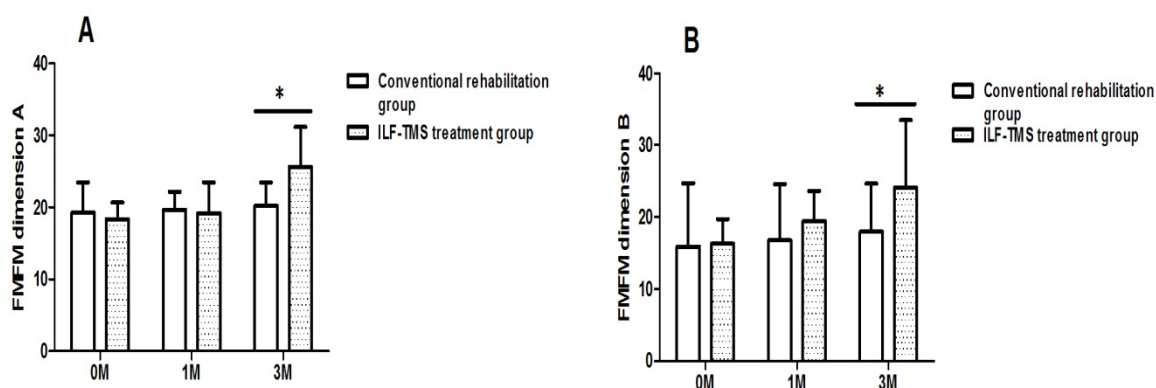 A
FMFM dimension A
40
30
20
10
0
0M 1M 3M
*
Conventional rehabilitation
group
ILF-TMS treatment group
B
FMFM dimension B
40
30
20
10
0
0M 1M 3M
*
Conventional rehabilitation
group
ILF-TMS treatment group